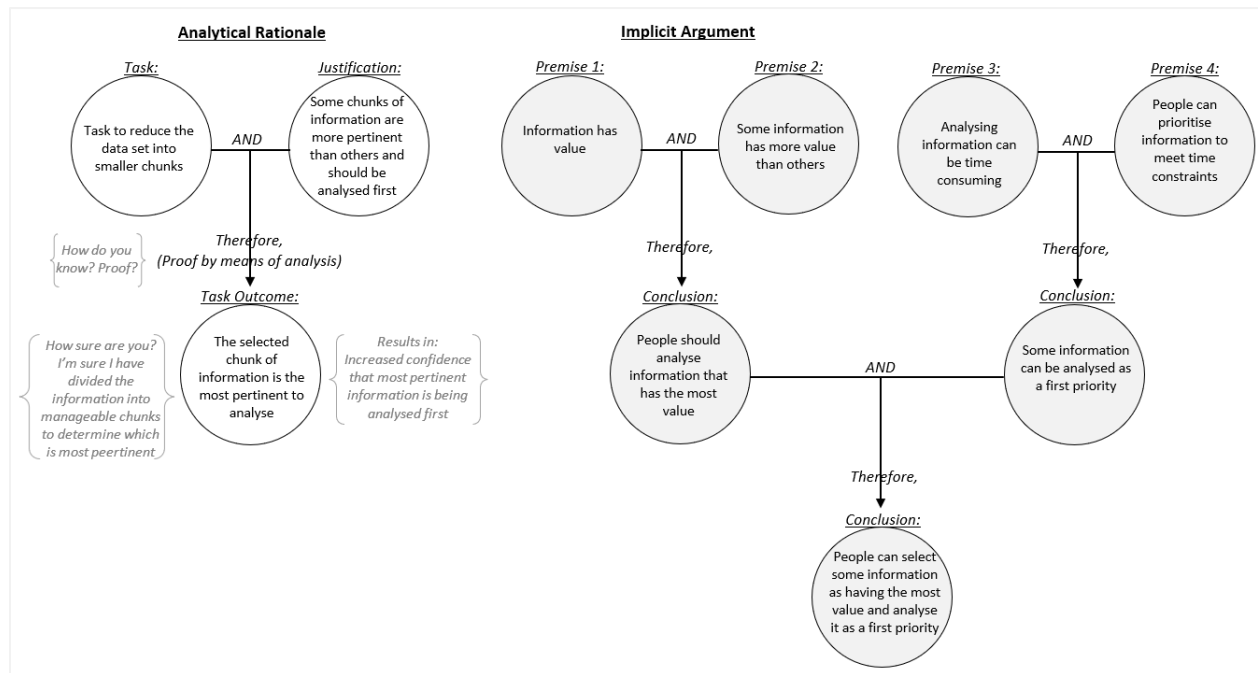 Analytical Rationale
Task:
Task to reduce the
data set into
smaller chunks
AND
Justification:
Some chunks of
information are
more pertinent
than others and
should be
analysed first
How do you
know? Proof?
Therefore,
(Proof by means of analysis)
Task Outcome:
The selected
chunk of
information is the
most pertinent to
analyse
How sure are you?
I'm sure I have
divided the
information into
manageable chunks
to determine which
is most peertinent
Results in:
Increased confidence
that most pertinent
information is being
analysed first
Implicit Argument
Premise 1:
Information has
value
AND
Premise 2:
Some information
has more value
than others
Therefore,
Conclusion:
People should
analyse
information that
has the most
value
Premise 3:
Analysing
information can
be time
consuming
AND
Premise 4:
People can
prioritise
information to
meet time
constraints
Therefore,
Conclusion:
Some information
can be analysed as
a first priority
AND
Therefore,
Conclusion:
People can select
some information
as having the most
value and analyse
it as a first priority